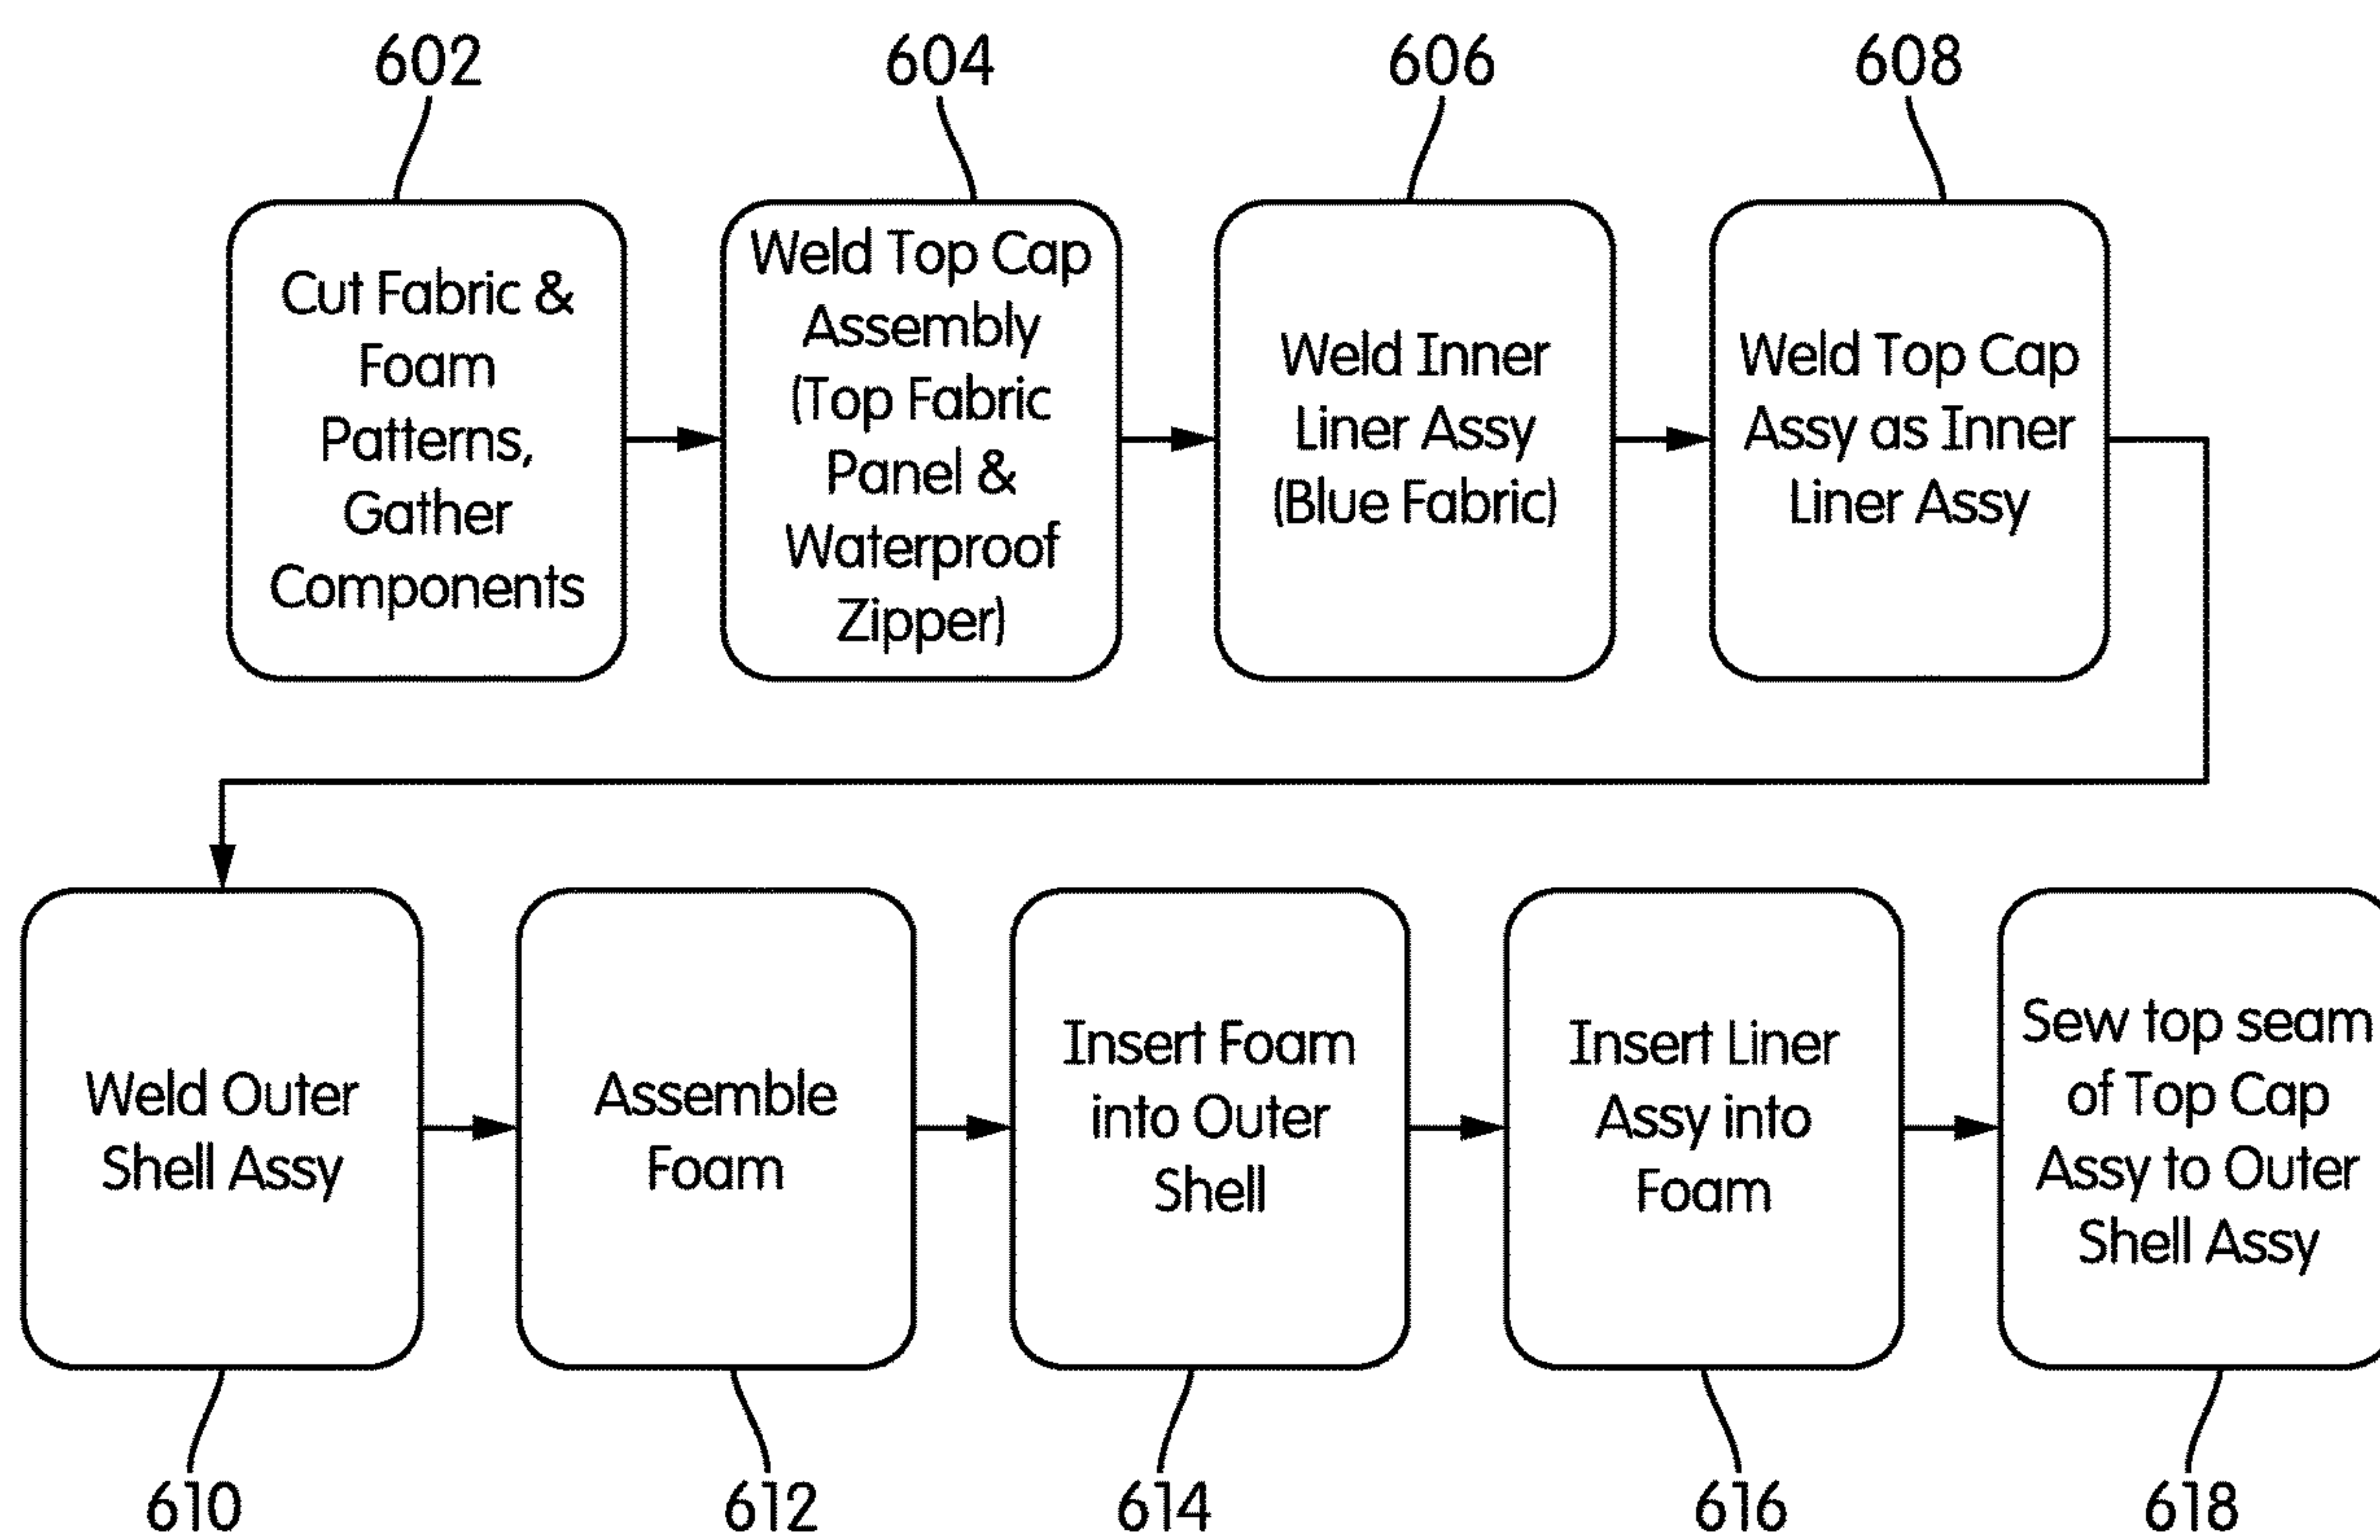 602
604
606
608
Cut Fabric &
Foam
Patterns,
Gather
Components
Weld Top Cap
Assembly
(Top Fabric
Panel &
Waterproof
Zipper)
Weld Inner
Liner Assy
(Blue Fabric)
Weld Top Cap
Assy as Inner
Liner Assy
Weld Outer
Shell Assy
Assemble
Foam
Insert Foam
into Outer
Shell
Insert Liner
Assy into
Foam
Sew top seam
of Top Cap
Assy to Outer
Shell Assy
610
612
614
616
618